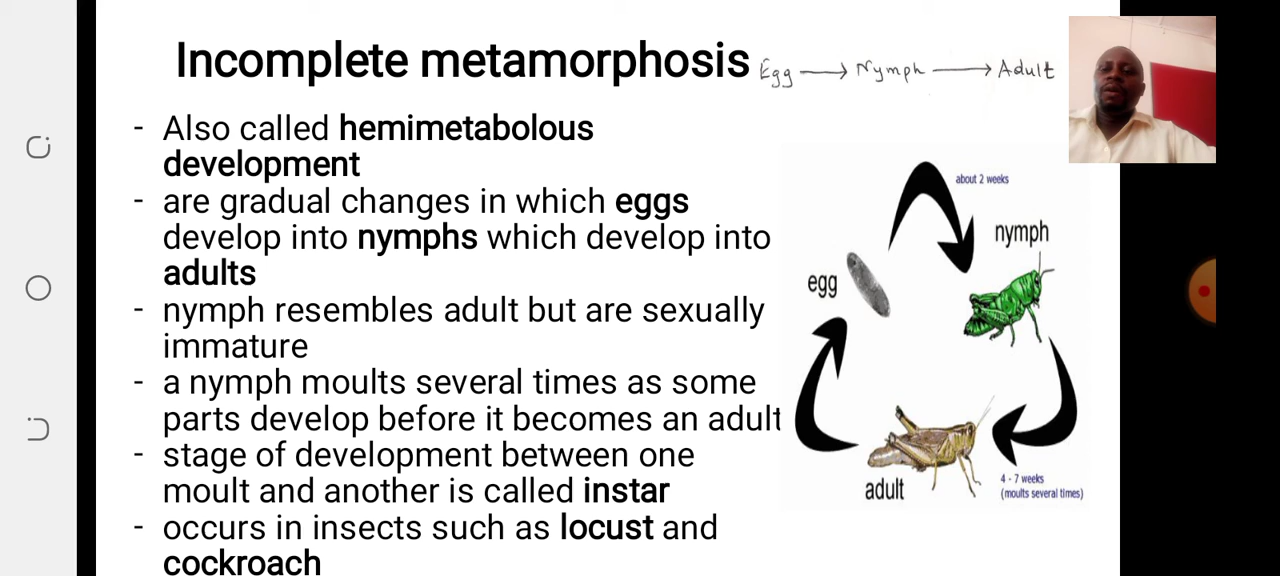 Incomplete metamorphosis
Egg → Nymph → Adult
- Also called hemimetabolous
development
- are gradual changes in which eggs
develop into nymphs which develop into
adults
- nymph resembles adult but are sexually
immature
- a nymph moults several times as some
parts develop before it becomes an adult
- stage of development between one
moult and another is called instar
- occurs in insects such as locust and
cockroach
about 2 weeks
nymph
egg
adult
4 - 7 weeks
(moults several times)